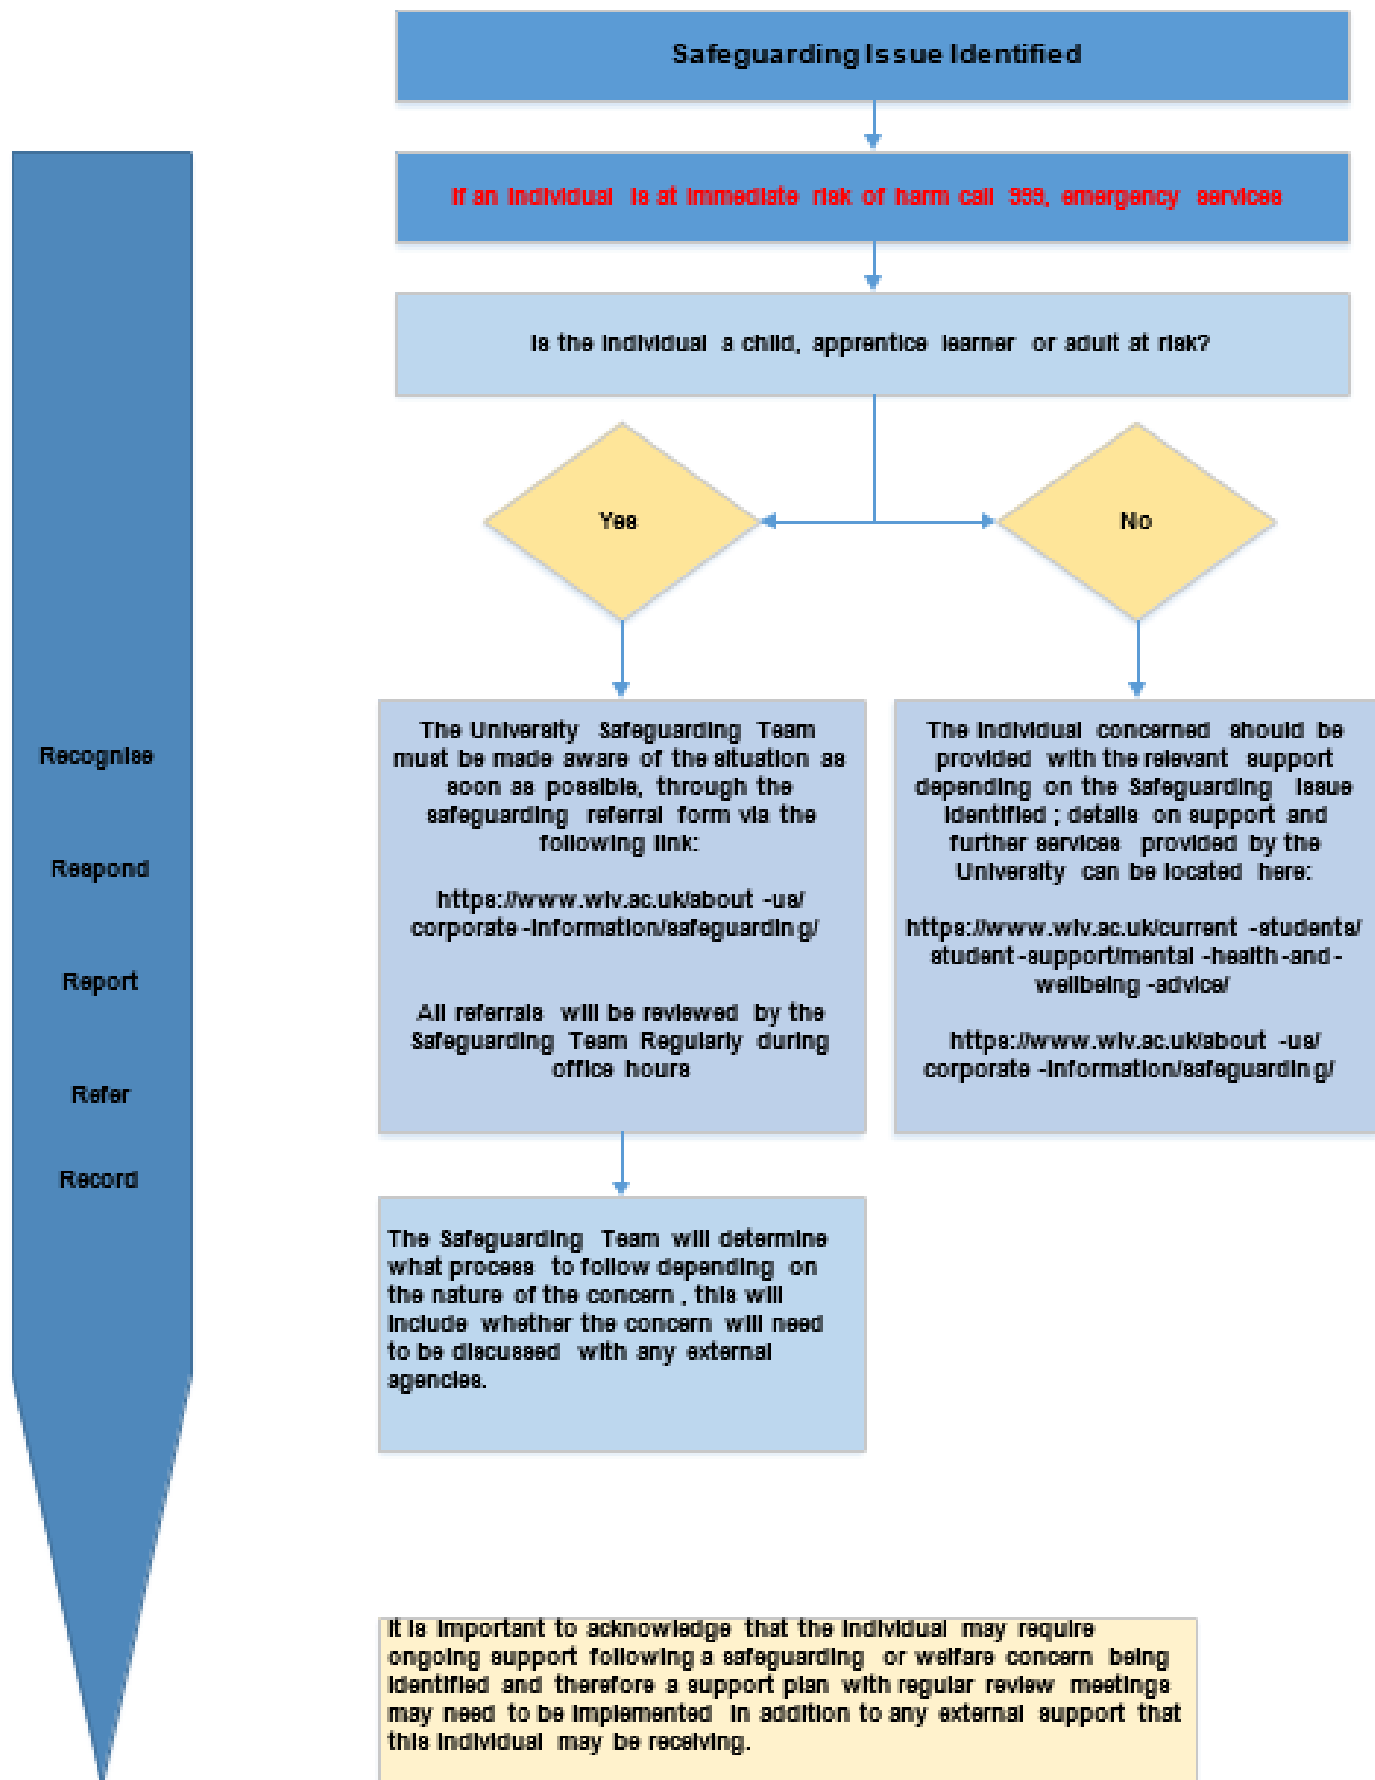 Safeguarding Issue Identified
If an individual is at immediate risk of harm call 999, emergency services
Is the individual a child, apprentice learner or adult at risk?
Yes
No
Recognise
Respond
Report
Refer
Record
The University Safeguarding Team
must be made aware of the situation as
soon as possible, through the
safeguarding referral form via the
following link:
https://www.wlv.ac.uk/about-us/
corporate-information/safeguarding/
All referrals will be reviewed by the
Safeguarding Team Regularly during
office hours
The individual concerned should be
provided with the relevant support
depending on the Safeguarding issue
identified; details on support and
further services provided by the
University can be located here:
https://www.wlv.ac.uk/current-students/
student-support/mental-health-and-
wellbeing-advice/
https://www.wlv.ac.uk/about-us/
corporate-information/safeguarding/
The Safeguarding Team will determine
what process to follow depending on
the nature of the concern, this will
include whether the concern will need
to be discussed with any external
agencies.
It is important to acknowledge that the individual may require
ongoing support following a safeguarding or welfare concern being
identified and therefore a support plan with regular review meetings
may need to be implemented in addition to any external support that
this individual may be receiving.